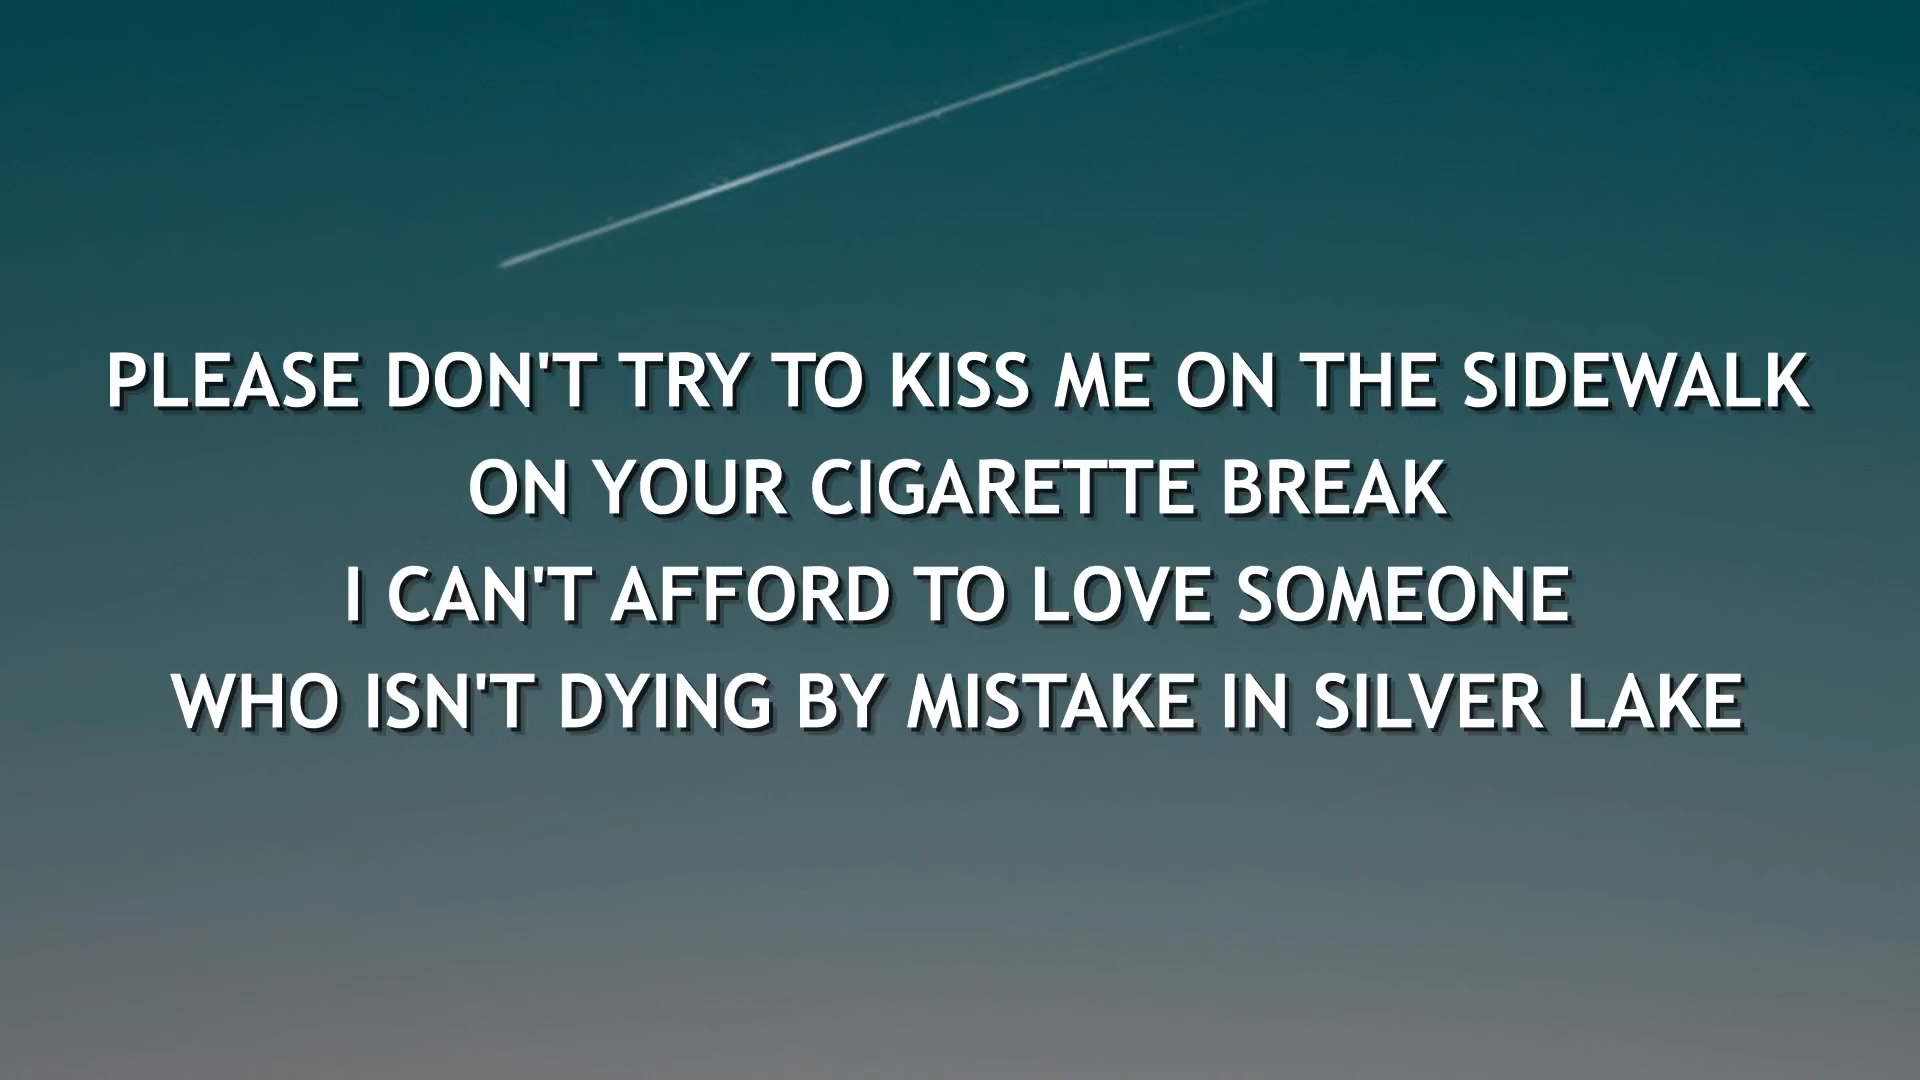 PLEASE DON'T TRY TO KISS ME ON THE SIDEWALK
ON YOUR CIGARETTE BREAK
I CAN'T AFFORD TO LOVE SOMEONE
WHO ISN'T DYING BY MISTAKE IN SILVER LAKE